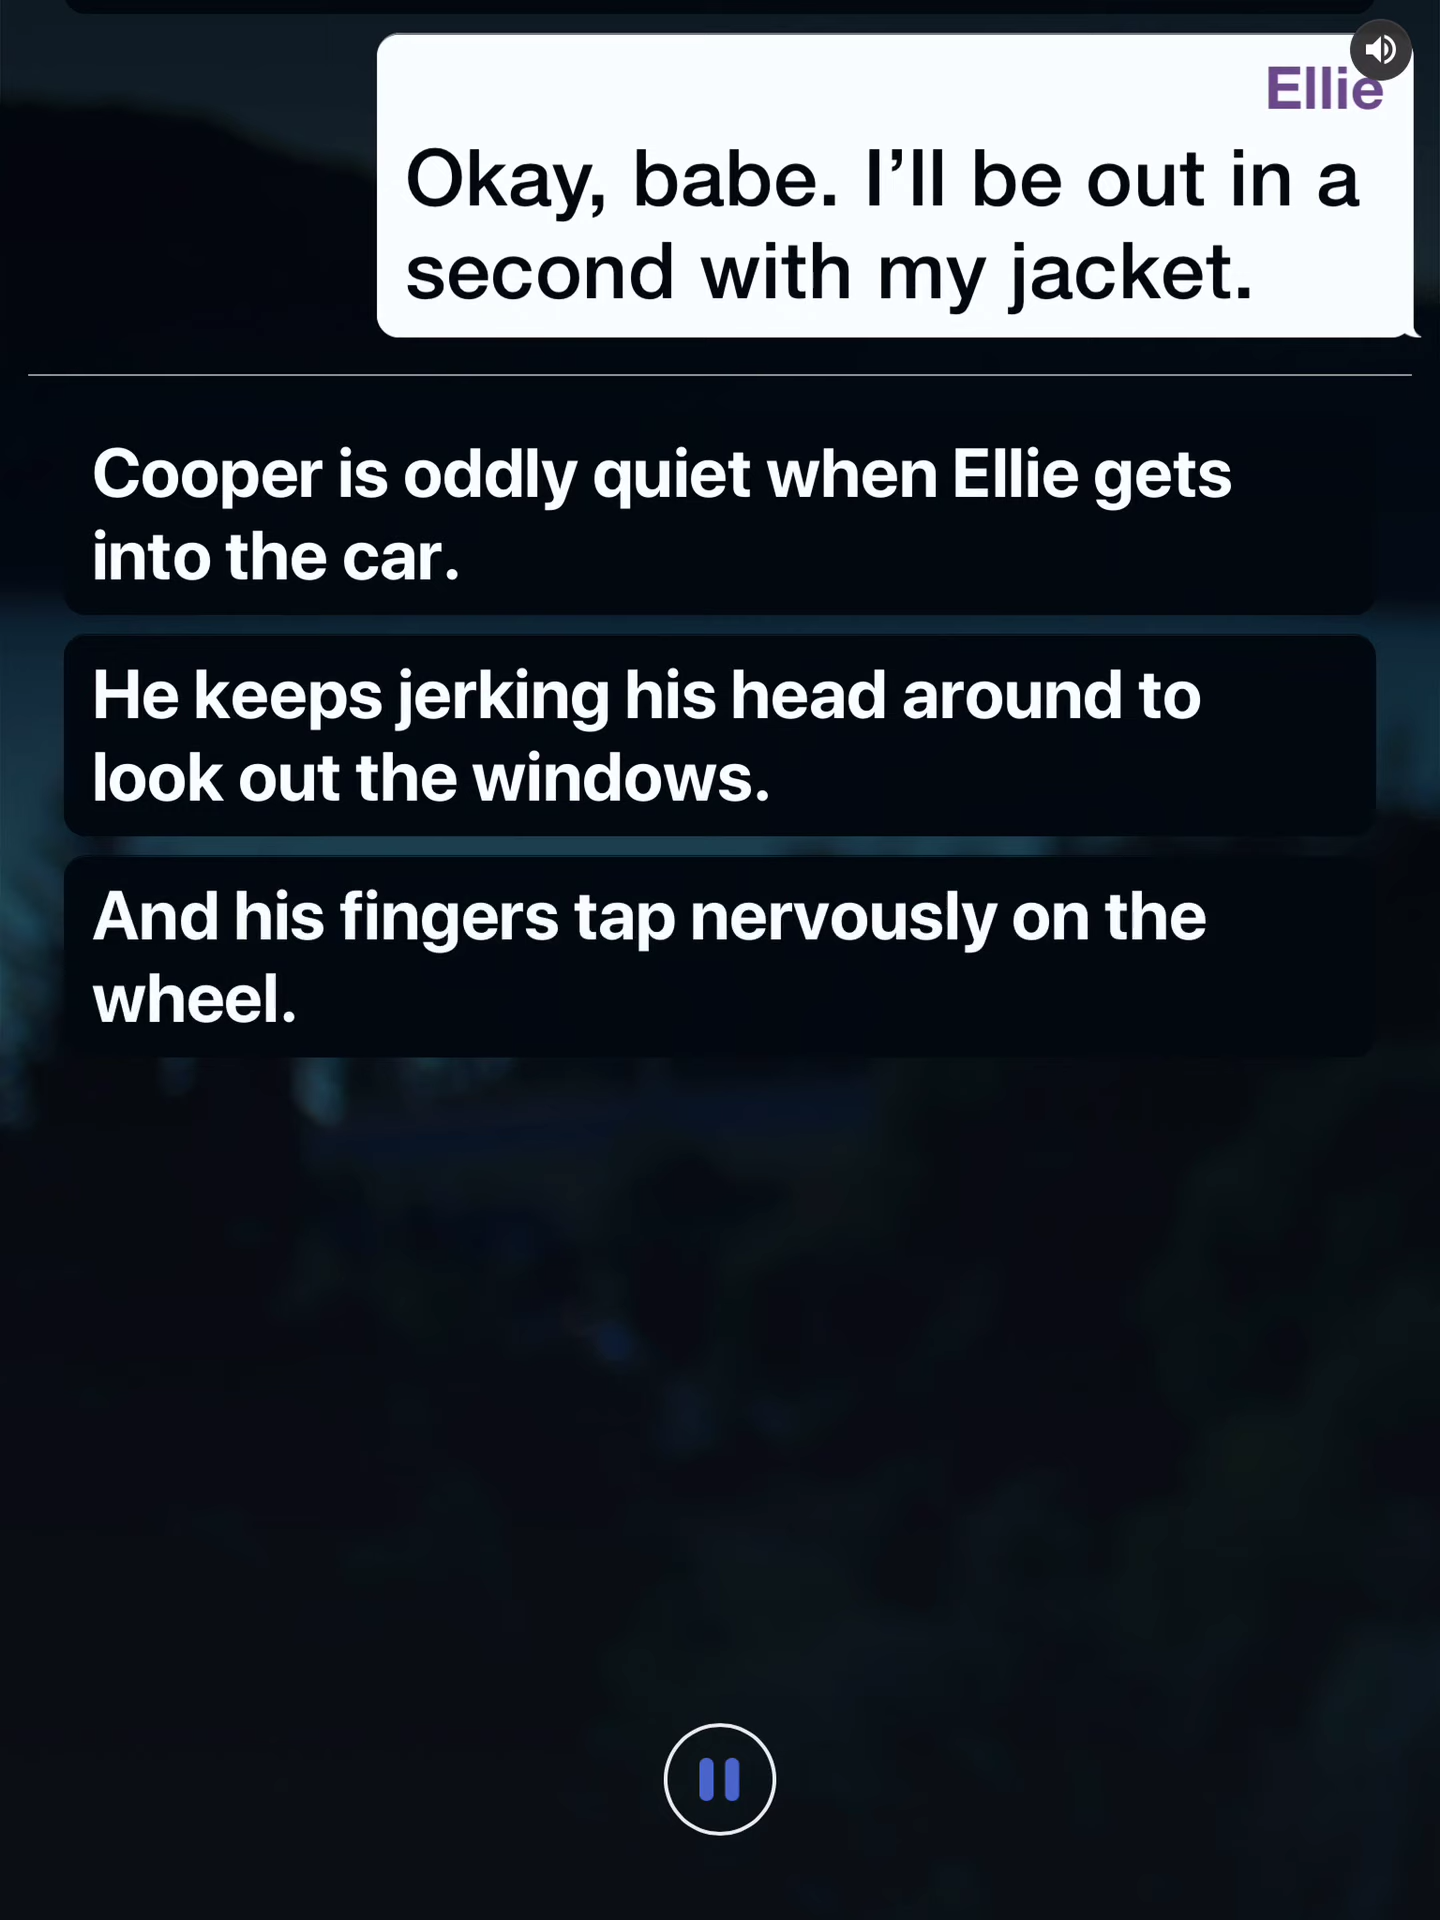 Ellie
Okay, babe. I’ll be out in a
second with my jacket.
Cooper is oddly quiet when Ellie gets
into the car.
He keeps jerking his head around to
look out the windows.
And his fingers tap nervously on the
wheel.